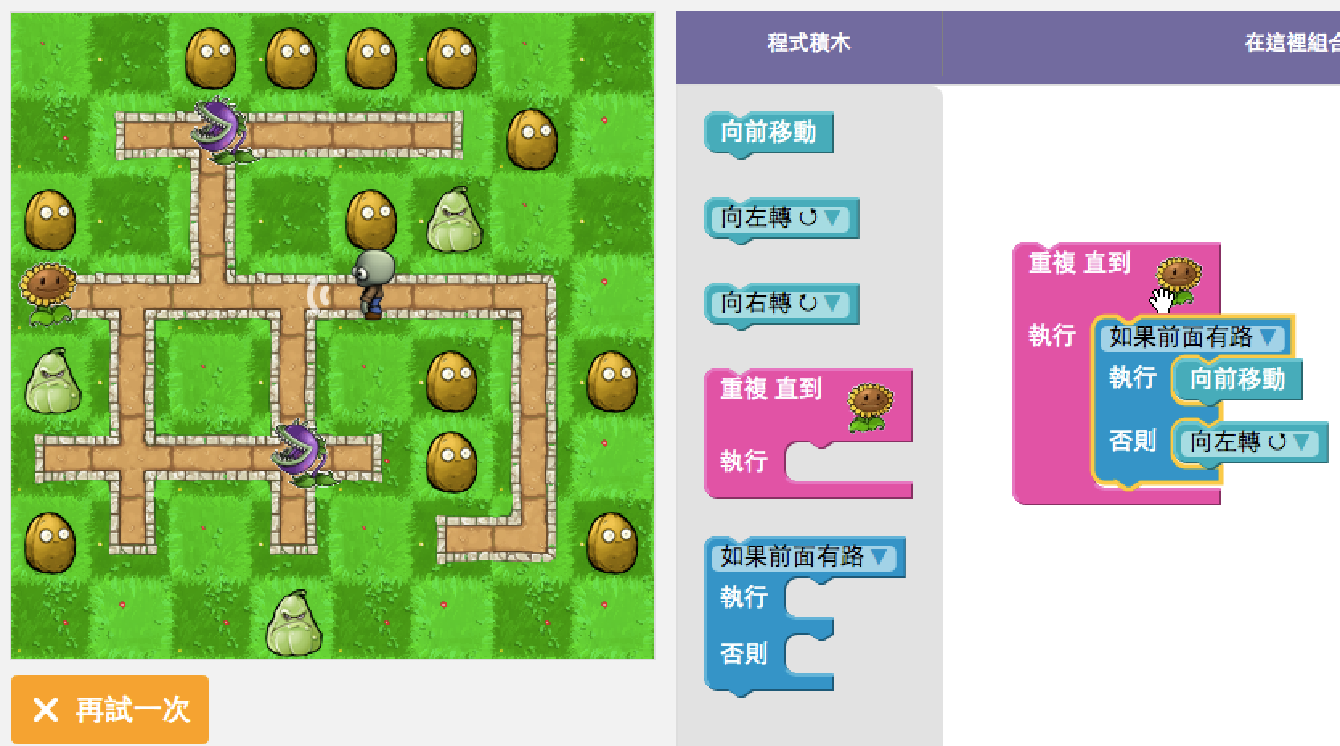 程式積木
在這裡組合
向前移動
向左轉 ↺▼
向右轉 ↻▼
重複 直到
執行
如果前面有路▼
執行
否則
重複 直到
執行
如果前面有路▼
執行
向前移動
否則
向左轉 ↺▼
再試一次